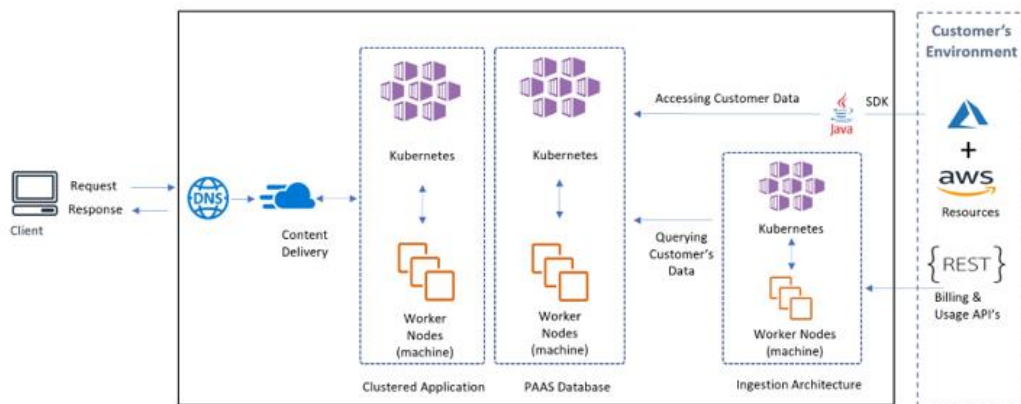 Customer's
Environment
Kubernetes
Kubernetes
Accessing Customer Data
Java
SDK
aws
Resources
Request
Response
Client
DNS
Content
Delivery
Querying
Customer's
Data
Kubernetes
{REST}
Billing &
Usage API's
Worker
Nodes
(machine)
Worker
Nodes
(machine)
Worker Nodes
(machine)
Clustered Application
PAAS Database
Ingestion Architecture